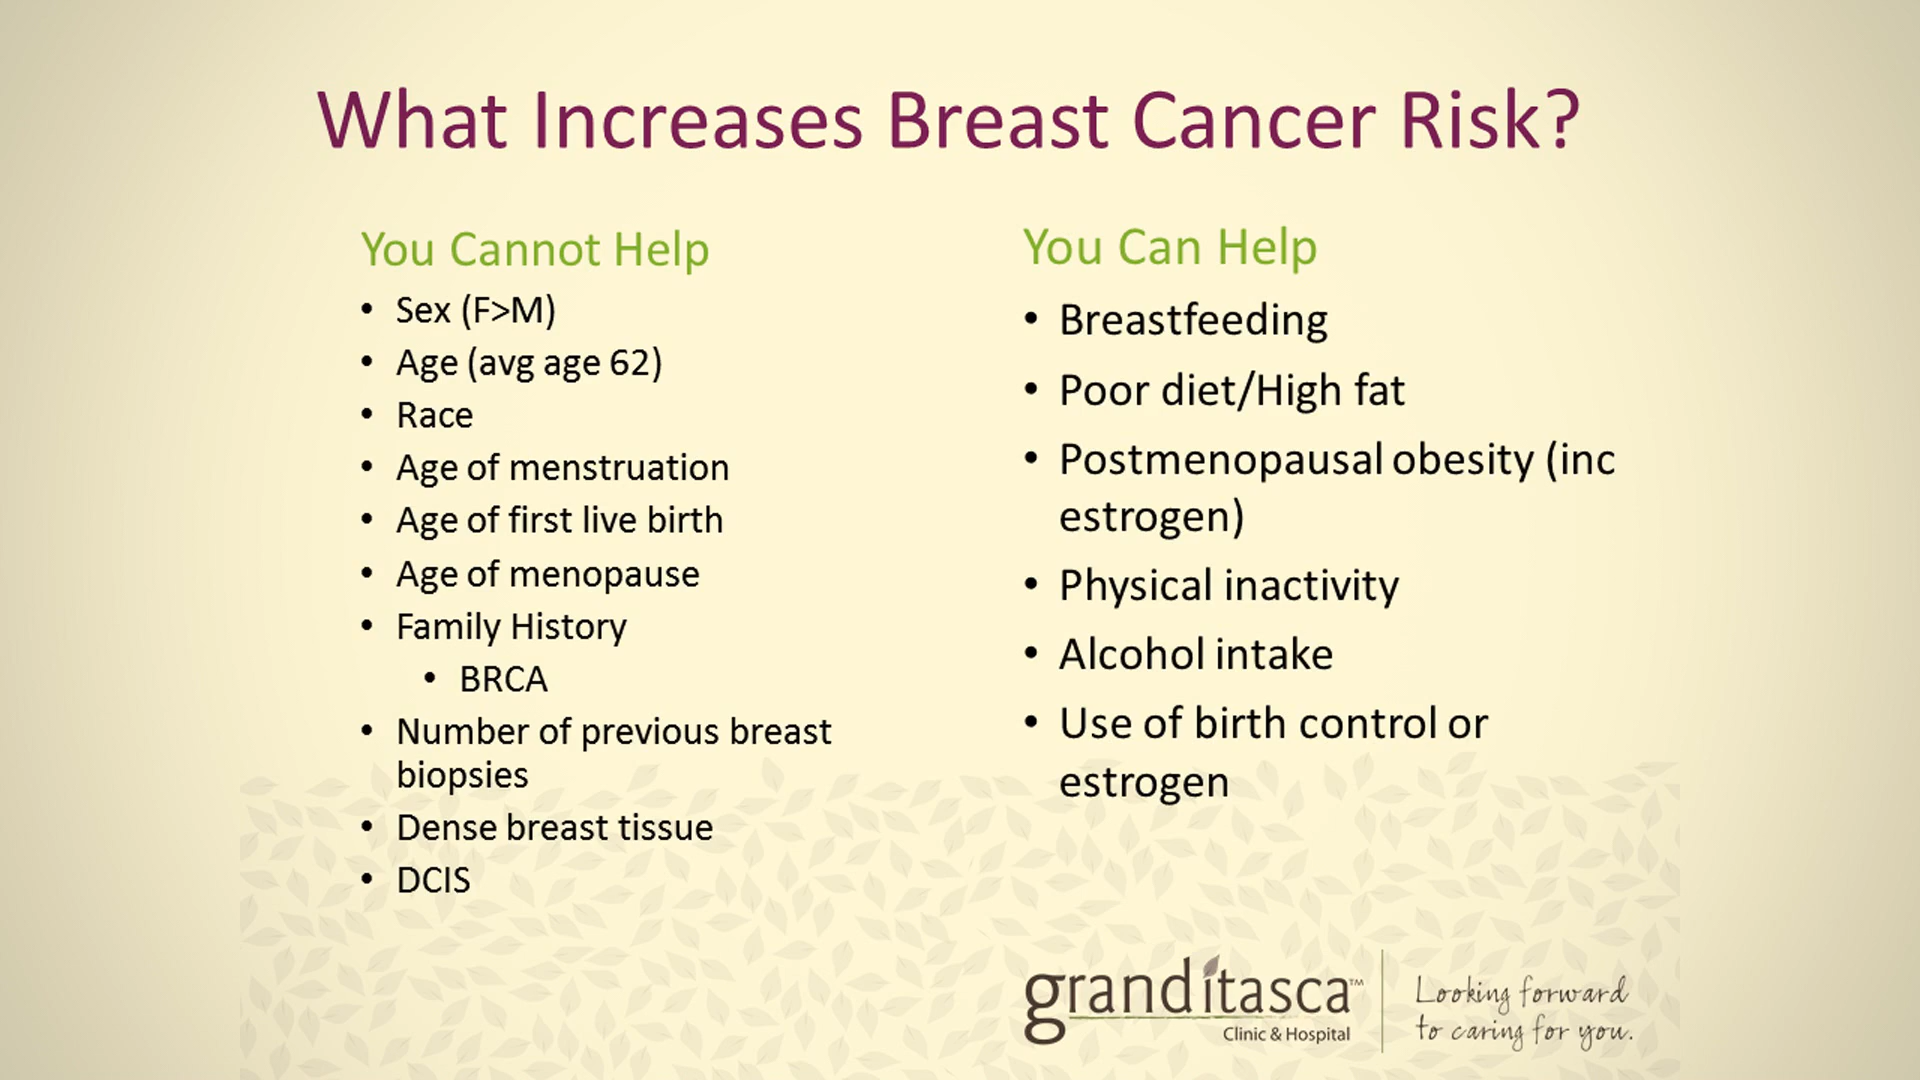 What Increases Breast Cancer Risk?
You Cannot Help
• Sex (F>M)
• Age (avg age 62)
• Race
• Age of menstruation
• Age of first live birth
• Age of menopause
• Family History
• BRCA
• Number of previous breast
biopsies
• Dense breast tissue
• DCIS
You Can Help
• Breastfeeding
• Poor diet/High fat
• Postmenopausal obesity (inc
estrogen)
• Physical inactivity
• Alcohol intake
• Use of birth control or
estrogen
grand itasca™
Clinic & Hospital
Looking forward
to caring for you.